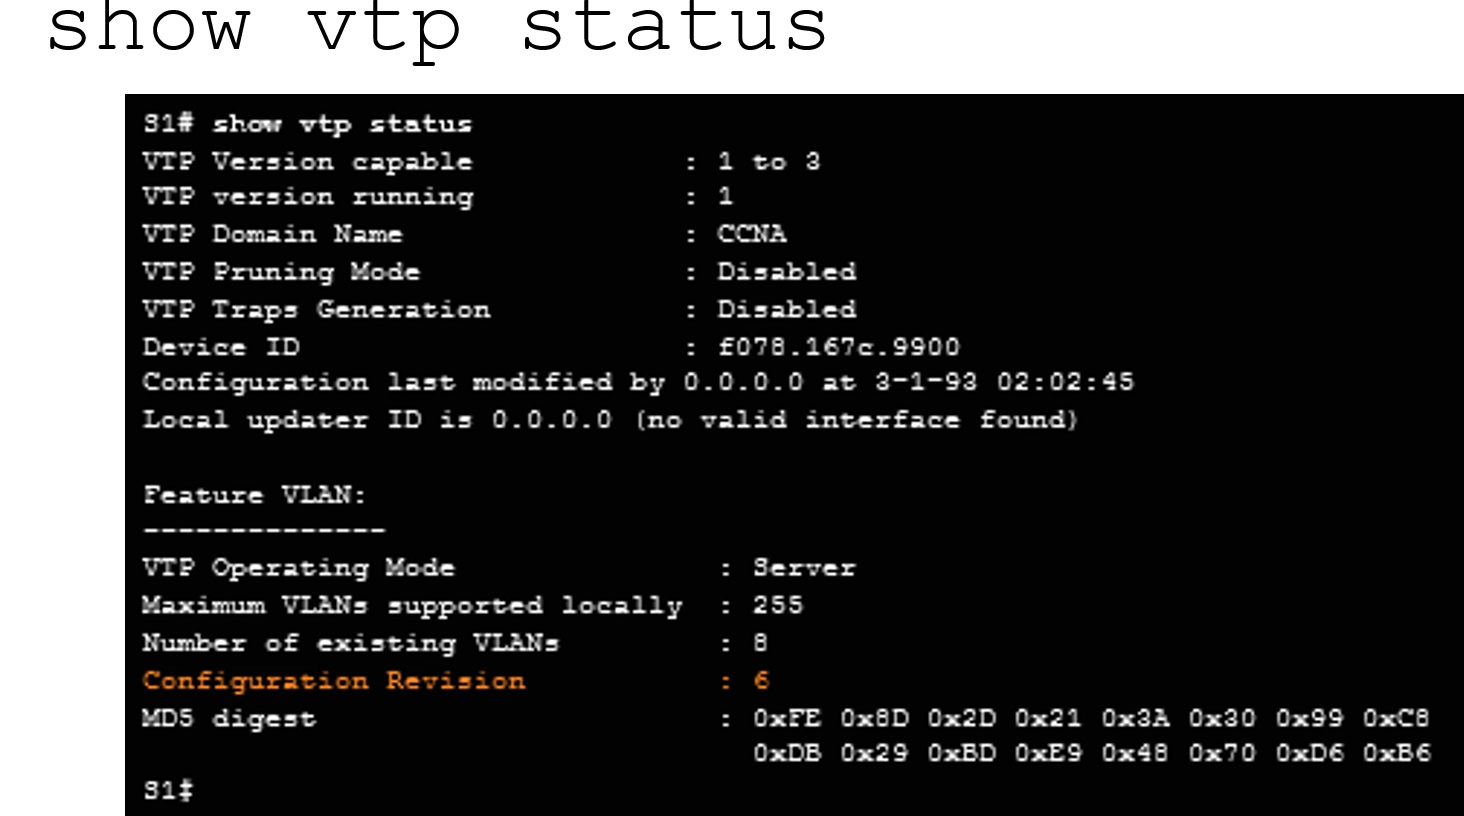 show vtp status
S1# show vtp status
VTP Version capable : 1 to 3
VTP version running : 1
VTP Domain Name : CCNA
VTP Pruning Mode : Disabled
VTP Traps Generation : Disabled
Device ID : f078.167c.9900
Configuration last modified by 0.0.0.0 at 3-1-93 02:02:45
Local updater ID is 0.0.0.0 (no valid interface found)
Feature VLAN:
--------------
VTP Operating Mode : Server
Maximum VLANs supported locally : 255
Number of existing VLANs : 8
Configuration Revision : 6
MD5 digest : 0xFE 0x8D 0x2D 0x21 0x3A 0x30 0x99 0xC8
0xDB 0x29 0xBD 0xE9 0x48 0x70 0xD6 0xB6
S1#